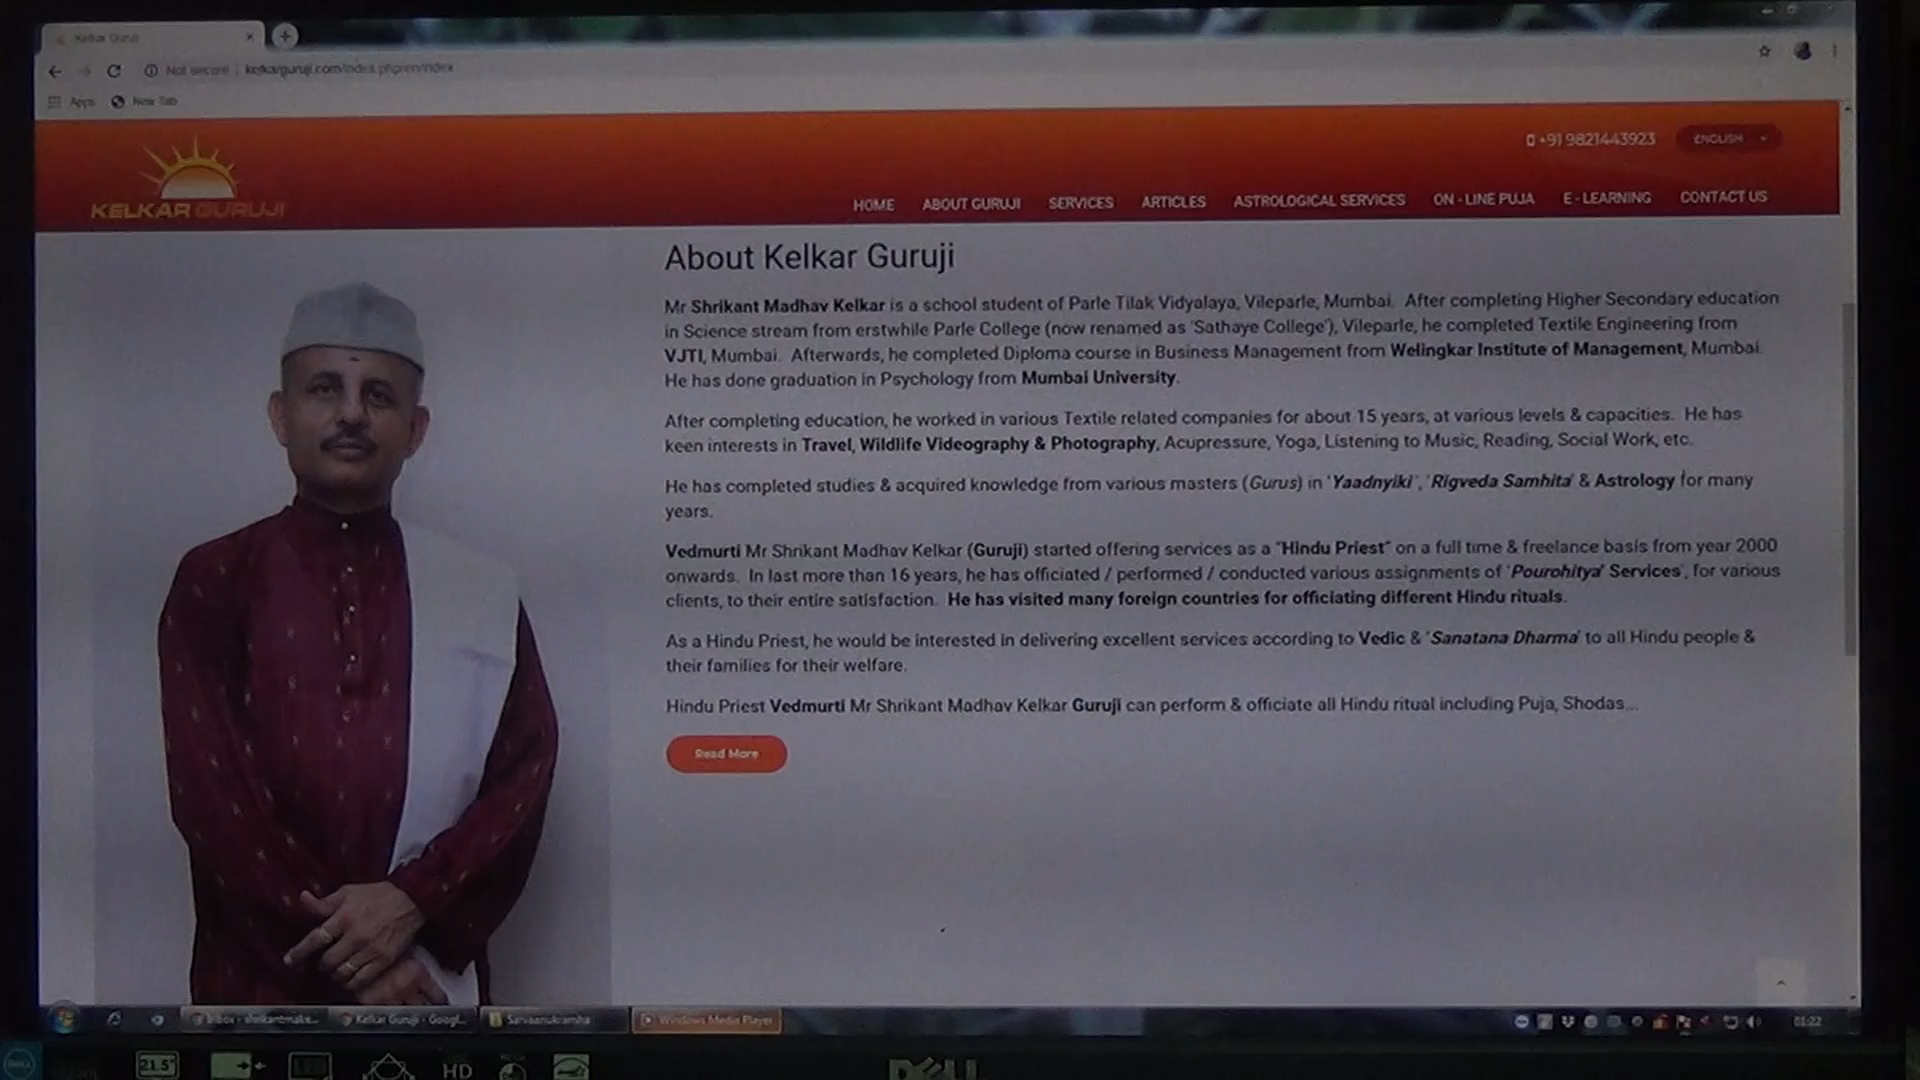 Kelkar Guruji
Not secure | kelkarguruji.com/index.php/en/index
Apps New Tab
+91 9821443923 ENGLISH
KELKAR GURUJI
HOME ABOUT GURUJI SERVICES ARTICLES ASTROLOGICAL SERVICES ON - LINE PUJA E - LEARNING CONTACT US
About Kelkar Guruji
Mr Shrikant Madhav Kelkar is a school student of Parle Tilak Vidyalaya, Vileparle, Mumbai. After completing Higher Secondary education
in Science stream from erstwhile Parle College (now renamed as 'Sathaye College'), Vileparle, he completed Textile Engineering from
VJTI, Mumbai. Afterwards, he completed Diploma course in Business Management from Welingkar Institute of Management, Mumbai.
He has done graduation in Psychology from Mumbai University.
After completing education, he worked in various Textile related companies for about 15 years, at various levels & capacities. He has
keen interests in Travel, Wildlife Videography & Photography, Acupressure, Yoga, Listening to Music, Reading, Social Work, etc.
He has completed studies & acquired knowledge from various masters (Gurus) in 'Yaadnyiki', 'Rigveda Samhita' & Astrology for many
years.
Vedmurti Mr Shrikant Madhav Kelkar (Guruji) started offering services as a "Hindu Priest" on a full time & freelance basis from year 2000
onwards. In last more than 16 years, he has officiated / performed / conducted various assignments of 'Pourohitya' Services', for various
clients, to their entire satisfaction. He has visited many foreign countries for officiating different Hindu rituals.
As a Hindu Priest, he would be interested in delivering excellent services according to Vedic & 'Sanatana Dharma' to all Hindu people &
their families for their welfare.
Hindu Priest Vedmurti Mr Shrikant Madhav Kelkar Guruji can perform & officiate all Hindu ritual including Puja, Shodas...
Read More
Inbox - shrikantmake... Kelkar Guruji - Googl... Sarvaanukramha Windows Media Player 01:22
DELL 21.5" LED HD
DELL